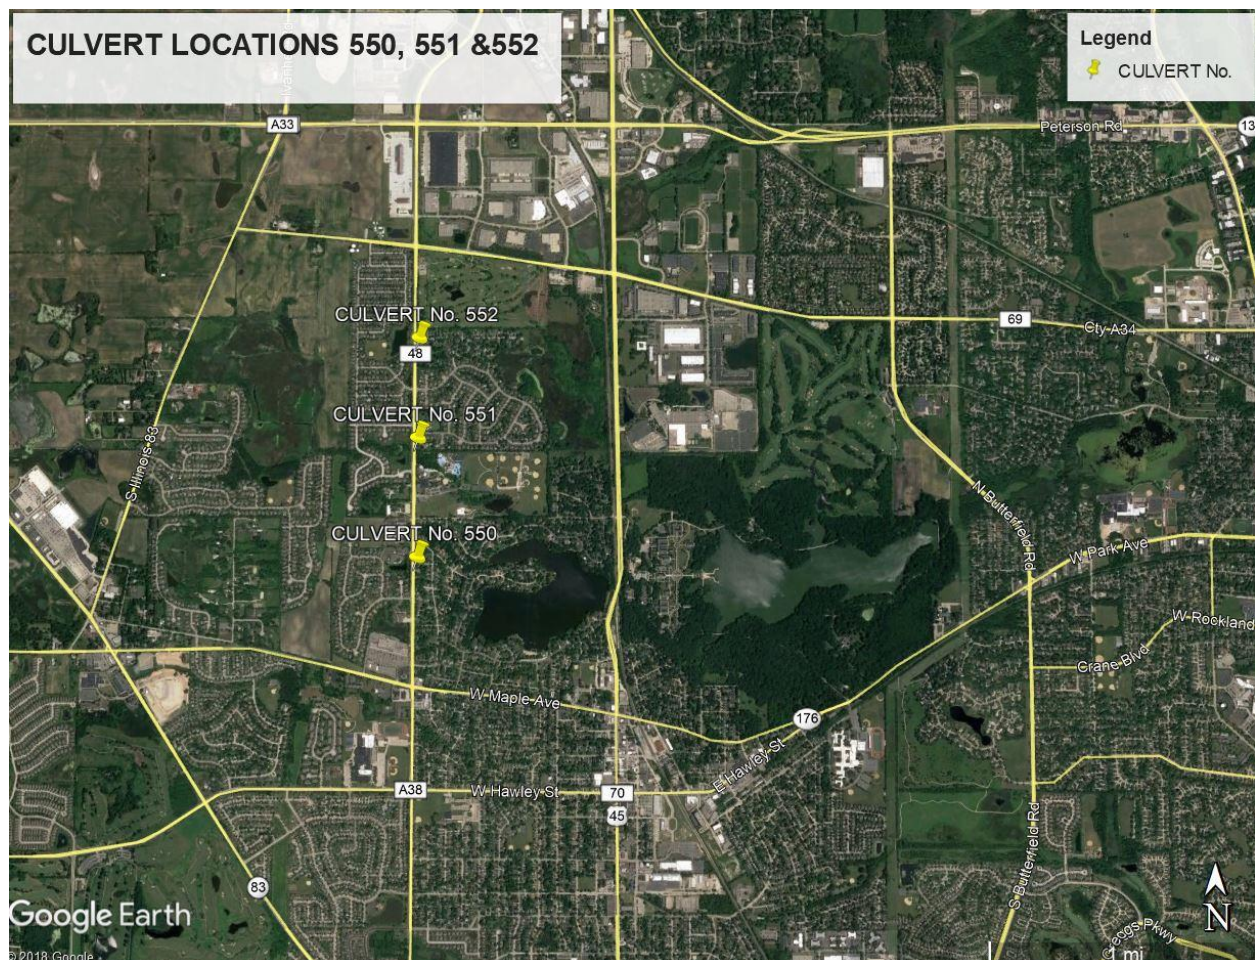 CULVERT LOCATIONS 550, 551 &552
Legend
CULVERT No.
A33
Peterson Rd
13
CULVERT No. 552
48
69
Cty A34
CULVERT No. 551
S Illinois 83
N Butterfield Rd
CULVERT No. 550
W Park Ave
W Rockland
Crane Blvd
W Maple Ave
176
E Hawley St
A38
W Hawley St
70
45
S Butterfield Rd
83
Google Earth
N
Pkwy
© 2018 Google
1 mi